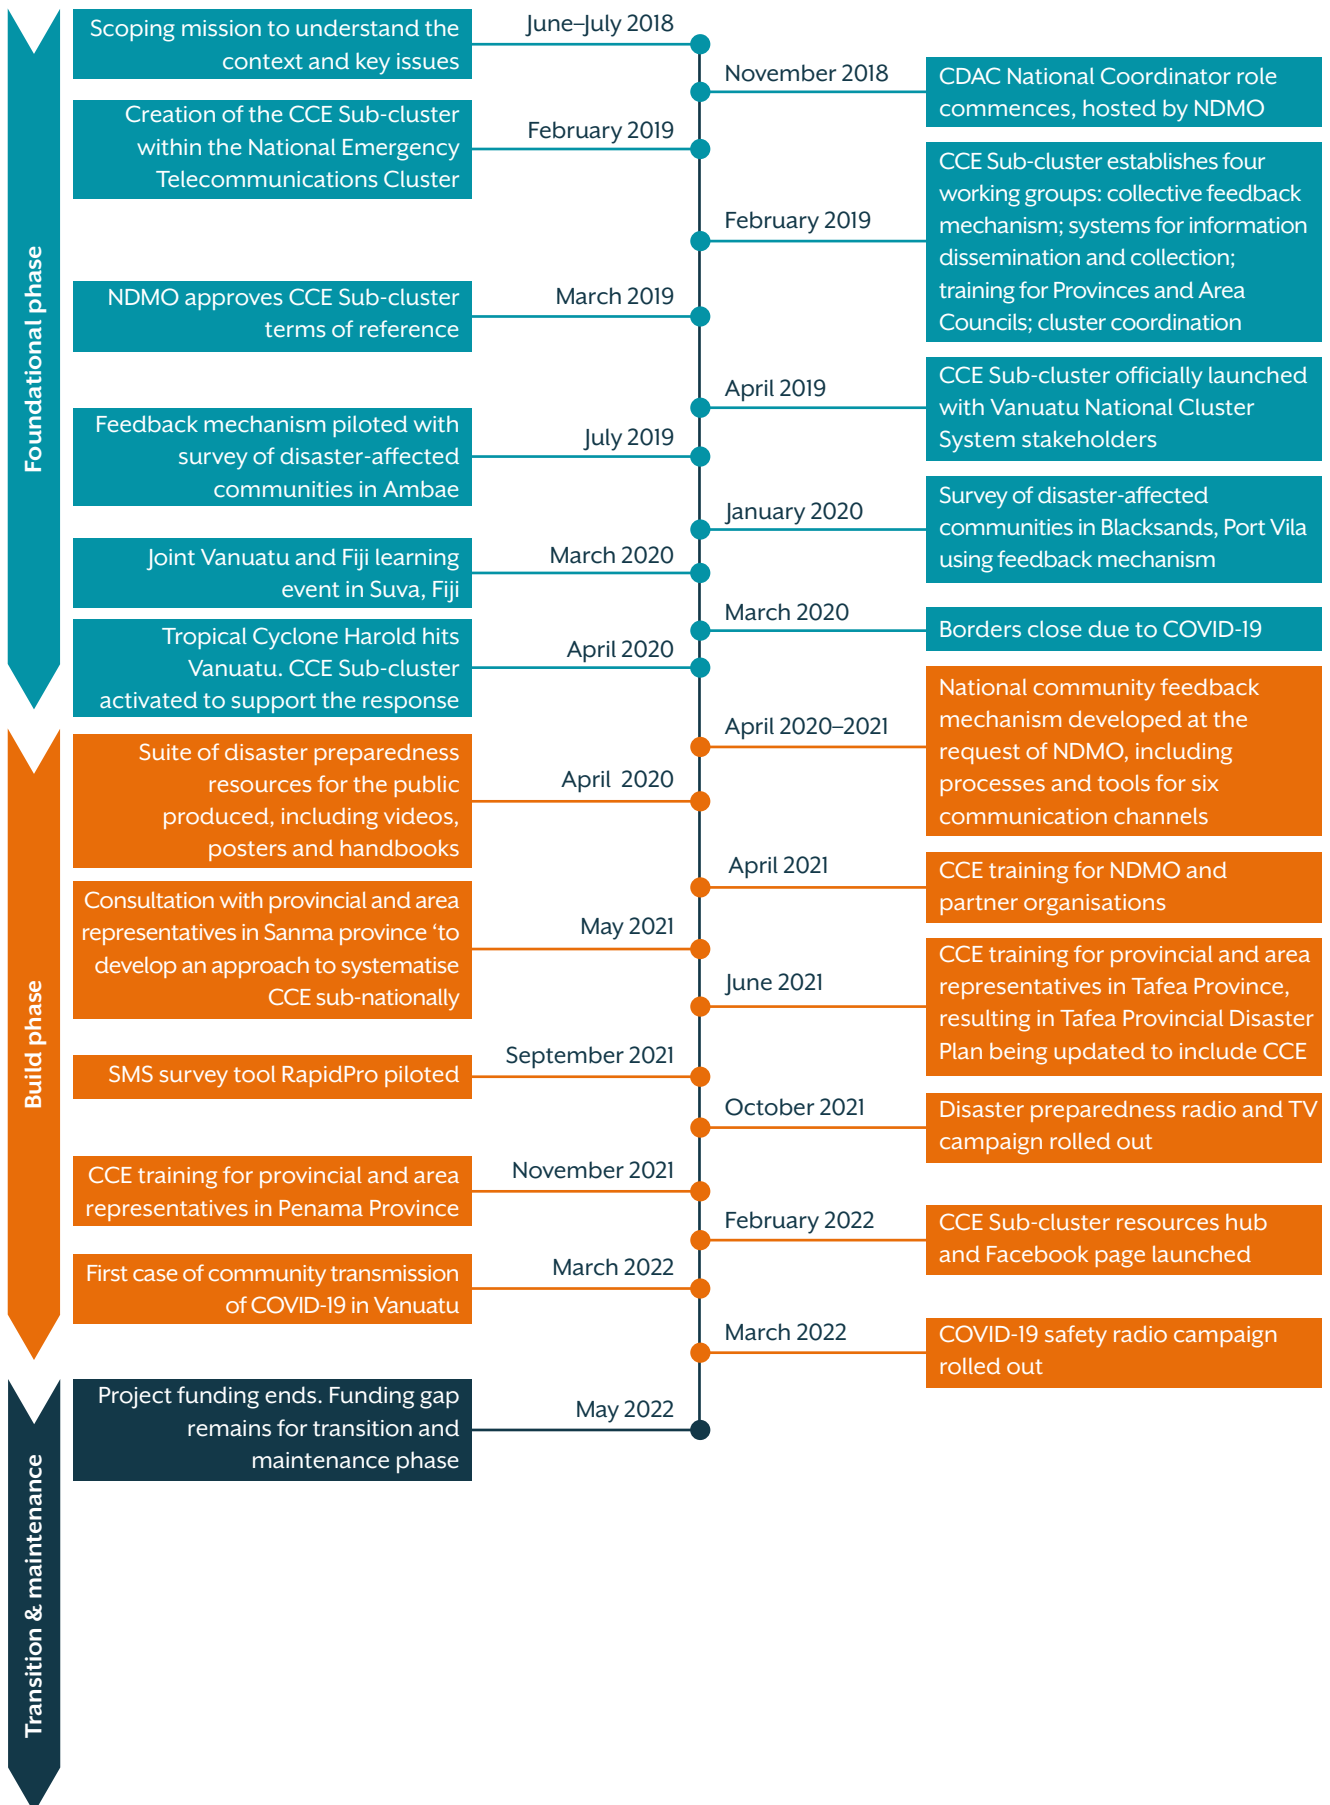 Foundational phase
June–July 2018
Scoping mission to understand the
context and key issues
November 2018
CDAC National Coordinator role
commences, hosted by NDMO
February 2019
Creation of the CCE Sub-cluster
within the National Emergency
Telecommunications Cluster
February 2019
CCE Sub-cluster establishes four
working groups: collective feedback
mechanism; systems for information
dissemination and collection;
training for Provinces and Area
Councils; cluster coordination
March 2019
NDMO approves CCE Sub-cluster
terms of reference
April 2019
CCE Sub-cluster officially launched
with Vanuatu National Cluster
System stakeholders
July 2019
Feedback mechanism piloted with
survey of disaster-affected
communities in Ambae
January 2020
Survey of disaster-affected
communities in Blacksands, Port Vila
using feedback mechanism
March 2020
Joint Vanuatu and Fiji learning
event in Suva, Fiji
March 2020
Borders close due to COVID-19
April 2020
Tropical Cyclone Harold hits
Vanuatu. CCE Sub-cluster
activated to support the response
Build phase
April 2020–2021
National community feedback
mechanism developed at the
request of NDMO, including
processes and tools for six
communication channels
April 2020
Suite of disaster preparedness
resources for the public
produced, including videos,
posters and handbooks
April 2021
CCE training for NDMO and
partner organisations
May 2021
Consultation with provincial and area
representatives in Sanma province ‘to
develop an approach to systematise
CCE sub-nationally
June 2021
CCE training for provincial and area
representatives in Tafea Province,
resulting in Tafea Provincial Disaster
Plan being updated to include CCE
September 2021
SMS survey tool RapidPro piloted
October 2021
Disaster preparedness radio and TV
campaign rolled out
November 2021
CCE training for provincial and area
representatives in Penama Province
February 2022
CCE Sub-cluster resources hub
and Facebook page launched
March 2022
First case of community transmission
of COVID-19 in Vanuatu
March 2022
COVID-19 safety radio campaign
rolled out
Transition & maintenance
May 2022
Project funding ends. Funding gap
remains for transition and
maintenance phase